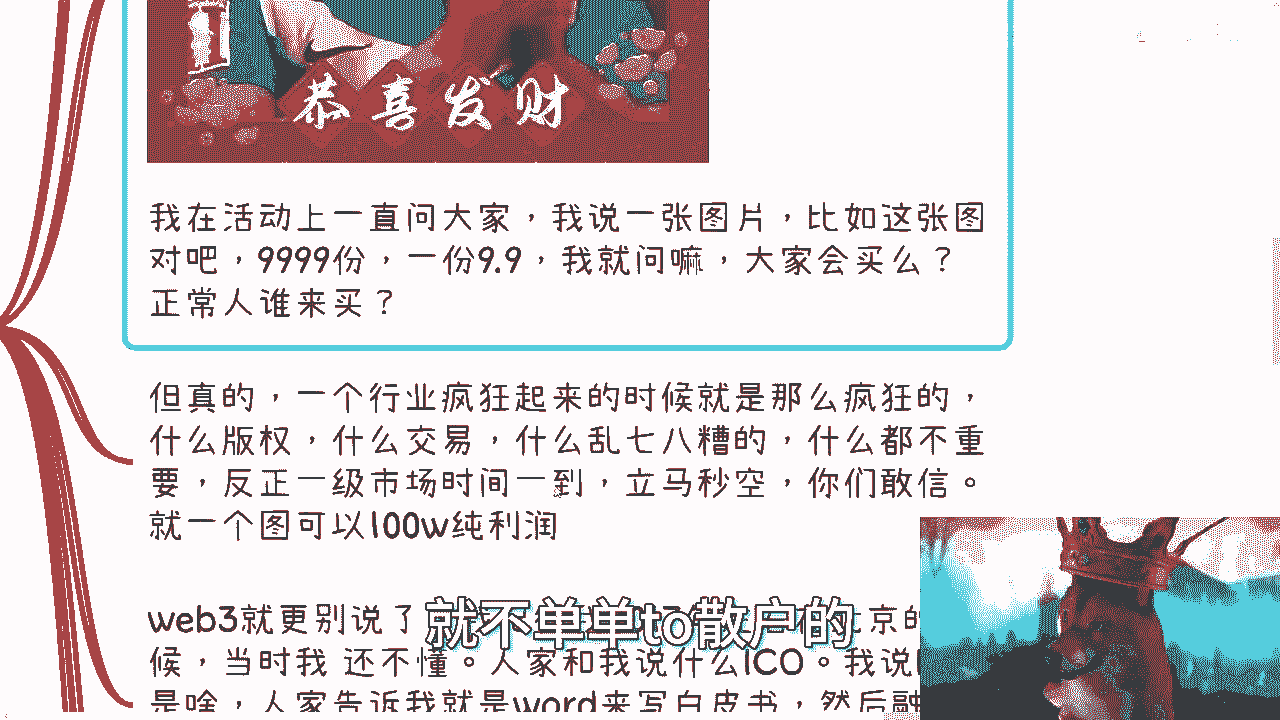 恭喜发财
我在活动上一直问大家，我说一张图片，比如这张图
对吧，9999份，一份9.9，我就问嘛，大家会买么？
正常人谁来买？
但真的，一个行业疯狂起来的时候就是那么疯狂的，
什么版权，什么交易，什么乱七八糟的，什么都不重
要，反正一级市场时间一到，立马秒空，你们敢信。
就一个图可以100w纯利润
web3就更别说了
京的
就不单单to散户的
候，当时我 还不懂。人家和我说什么ICO。我说
是啥，人家告诉我就是word来写白皮书，然后融